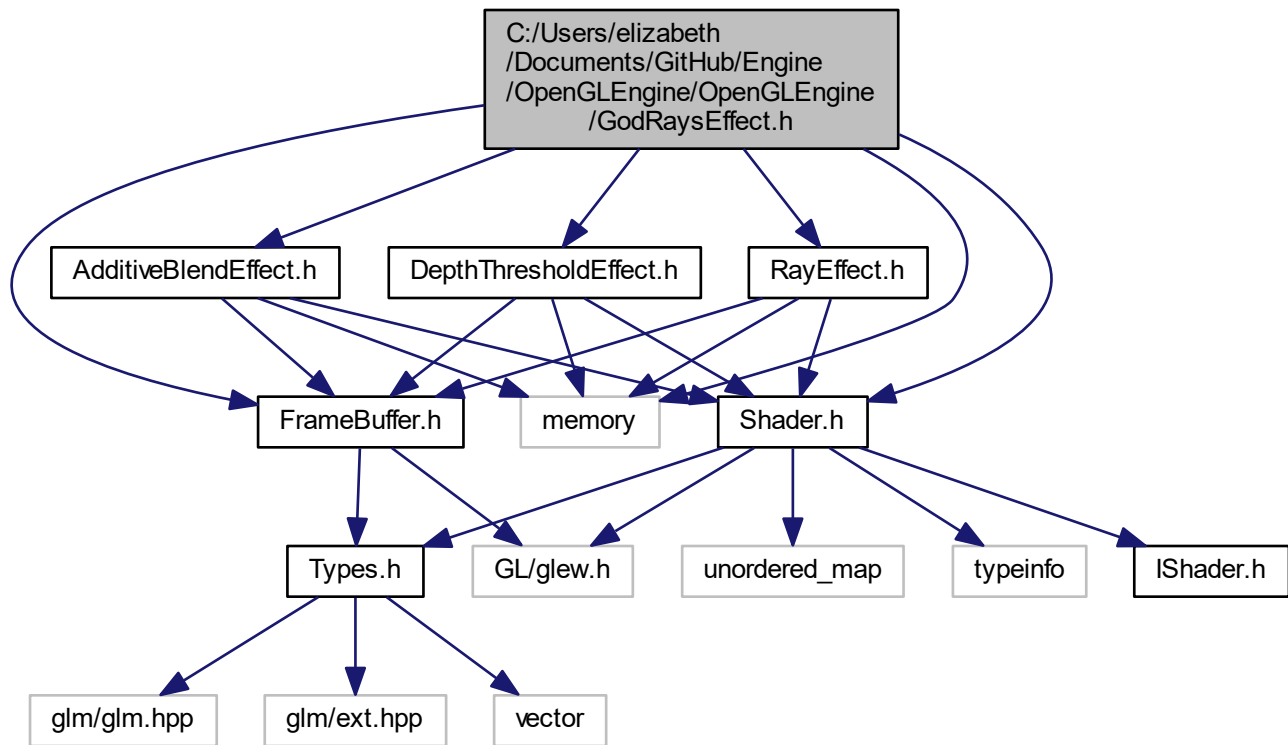 C:/Users/elizabeth
/Documents/GitHub/Engine
/OpenGLEngine/OpenGLEngine
/GodRaysEffect.h
AdditiveBlendEffect.h
DepthThresholdEffect.h
RayEffect.h
FrameBuffer.h
memory
Shader.h
Types.h
GL/glew.h
unordered_map
typeinfo
IShader.h
glm/glm.hpp
glm/ext.hpp
vector